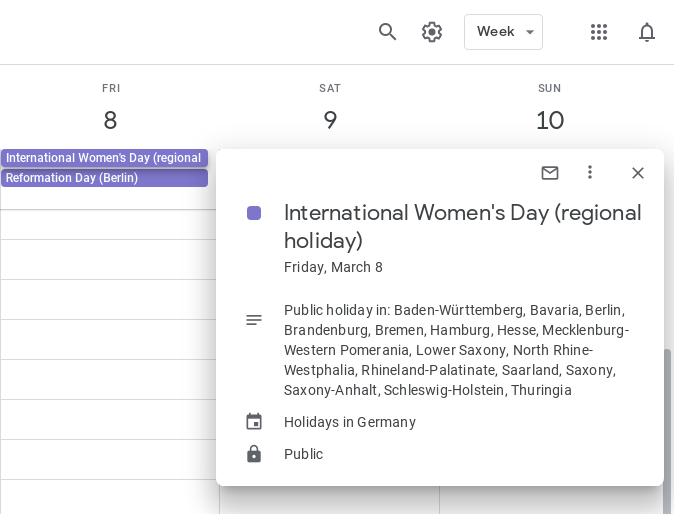 Week
FRI
SAT
SUN
8
9
10
International Women's Day (regional
Reformation Day (Berlin)
International Women's Day (regional
holiday)
Friday, March 8
Public holiday in: Baden-Württemberg, Bavaria, Berlin,
Brandenburg, Bremen, Hamburg, Hesse, Mecklenburg-
Western Pomerania, Lower Saxony, North Rhine-
Westphalia, Rhineland-Palatinate, Saarland, Saxony,
Saxony-Anhalt, Schleswig-Holstein, Thuringia
Holidays in Germany
Public